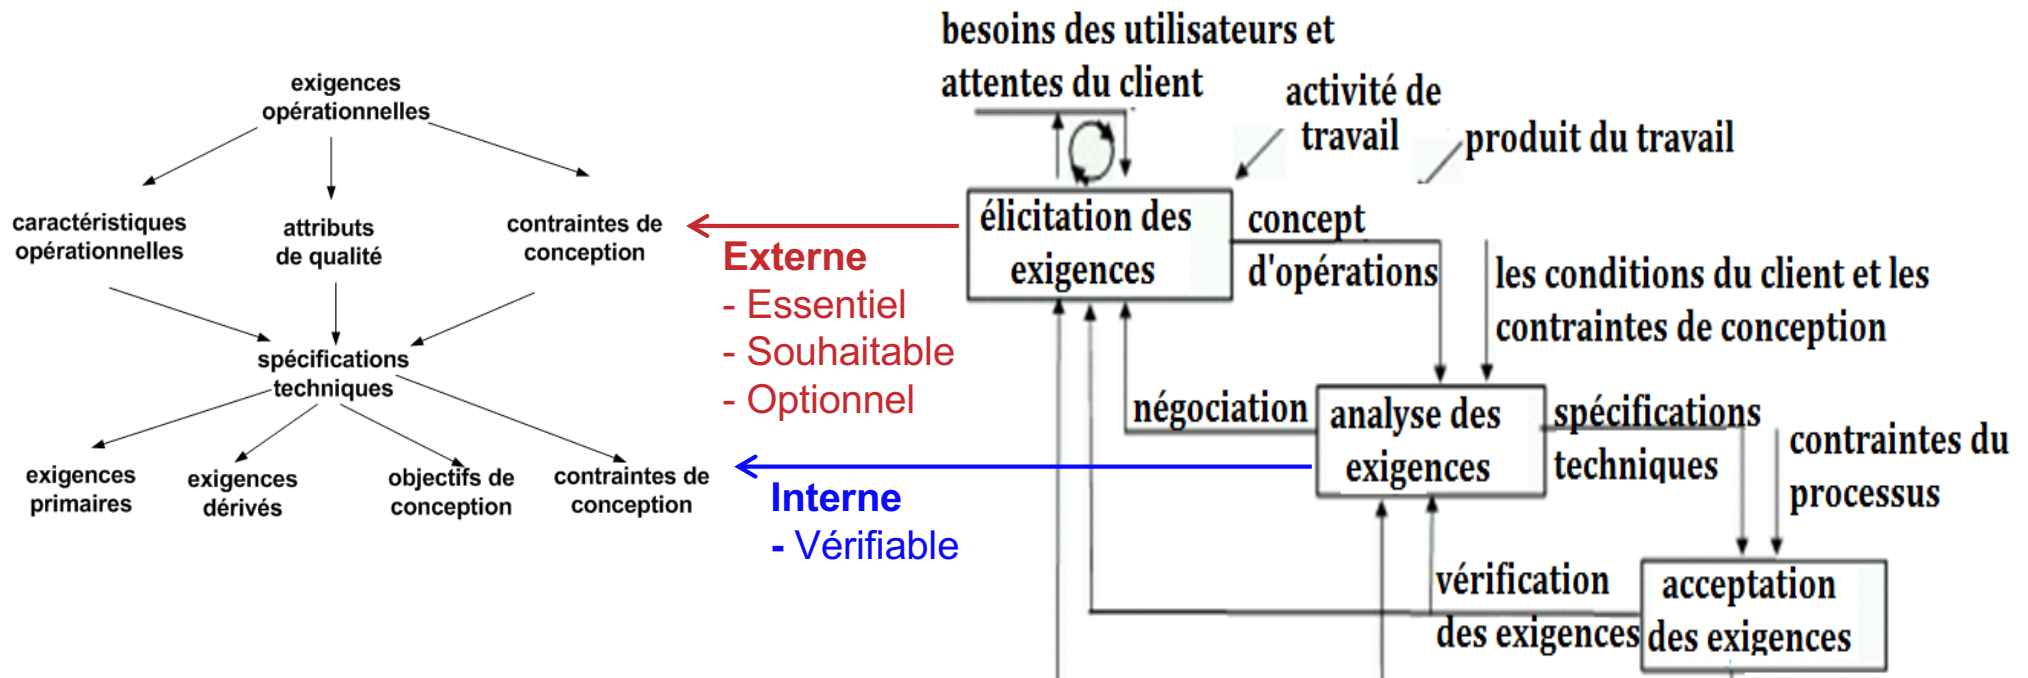 exigences
opérationnelles
caractéristiques
opérationnelles
attributs
de qualité
contraintes de
conception
spécifications
techniques
exigences
primaires
exigences
dérivés
objectifs de
conception
contraintes de
conception
Externe
- Essentiel
- Souhaitable
- Optionnel
Interne
- Vérifiable
besoins des utilisateurs et
attentes du client
activité de
travail
produit du travail
élicitation des
exigences
concept
d'opérations
les conditions du client et les
contraintes de conception
négociation
analyse des
exigences
spécifications
techniques
contraintes du
processus
vérification
des exigences
acceptation
des exigences